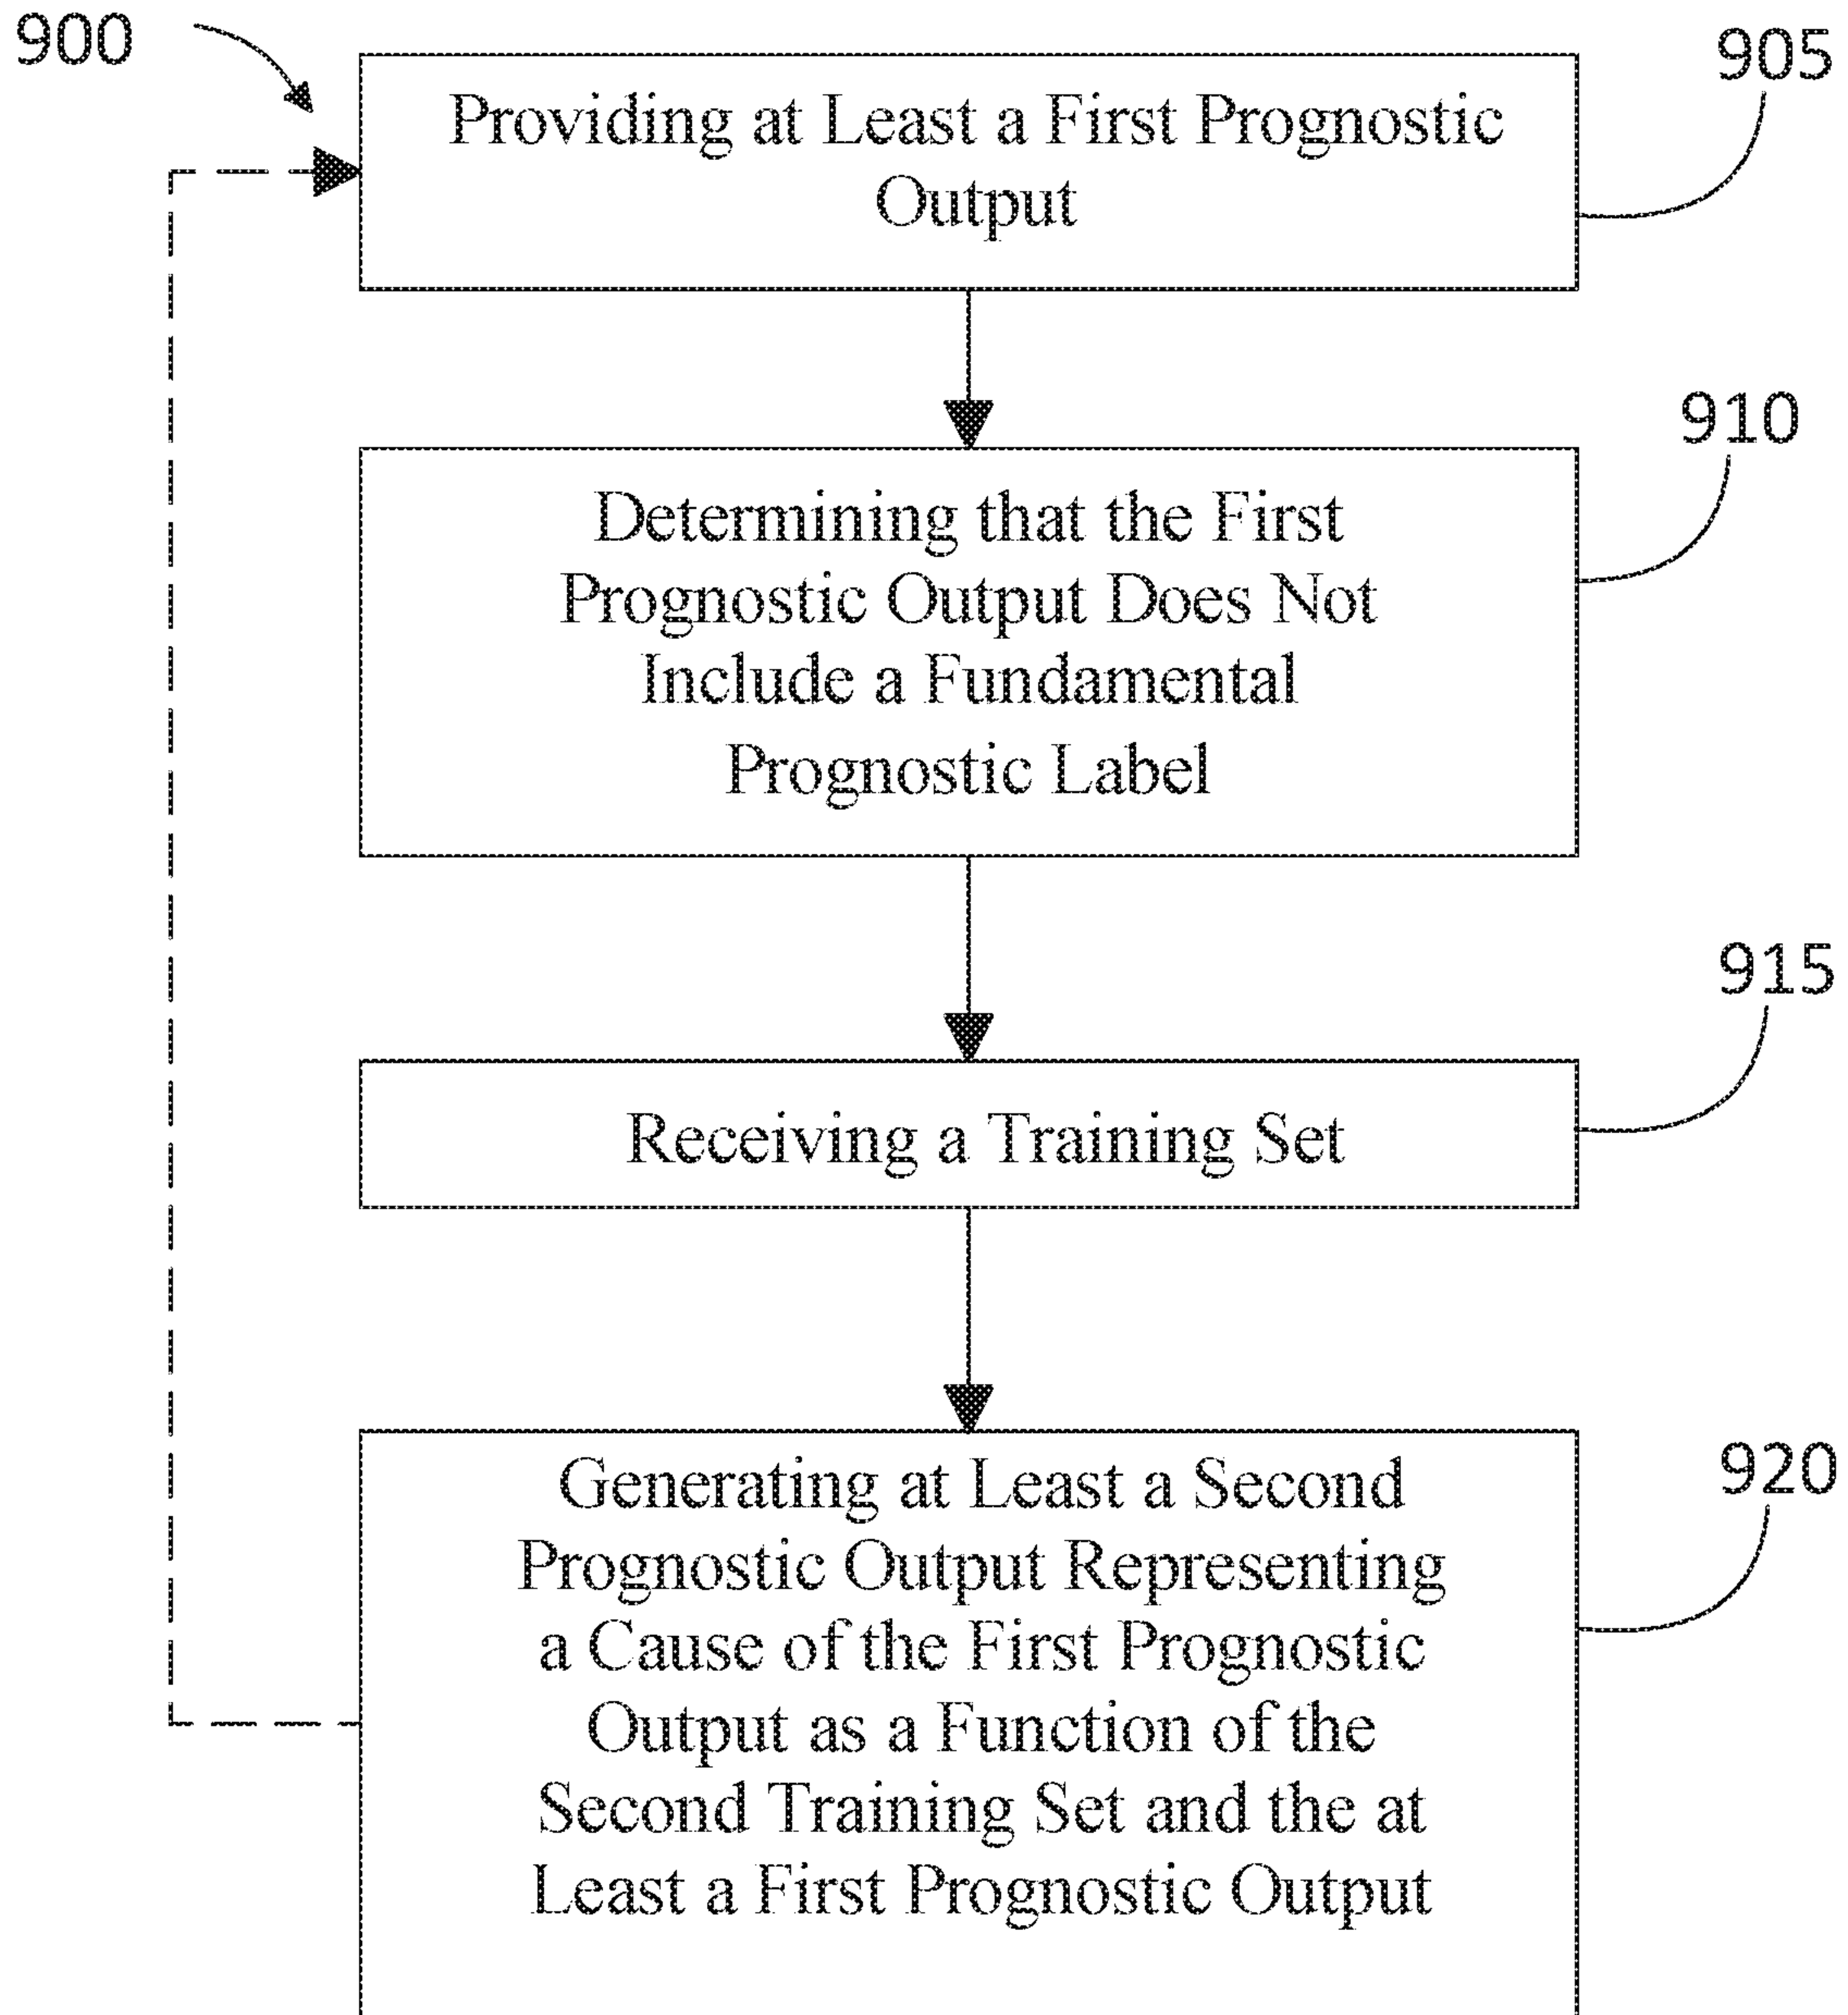 900
905
Providing at Least a First Prognostic
Output
910
Determining that the First
Prognostic Output Does Not
Include a Fundamental
Prognostic Label
915
Receiving a Training Set
920
Generating at Least a Second
Prognostic Output Representing
a Cause of the First Prognostic
Output as a Function of the
Second Training Set and the at
Least a First Prognostic Output